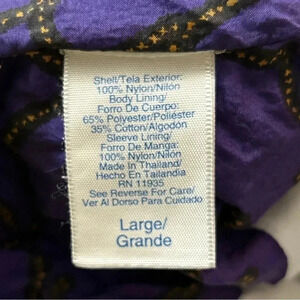 Shell/Tela Exterior:
100% Nylon/Nilón
Body Lining/
Forro De Cuerpo:
65% Polyester/Poliéster
35% Cotton/Algodón
Sleeve Lining/
Forro De Manga:
100% Nylon/Nilón
Made In Thailand/
Hecho En Tailandia
RN 11935
See Reverse For Care/
Ver Al Dorso Para Cuidado
Large/
Grande